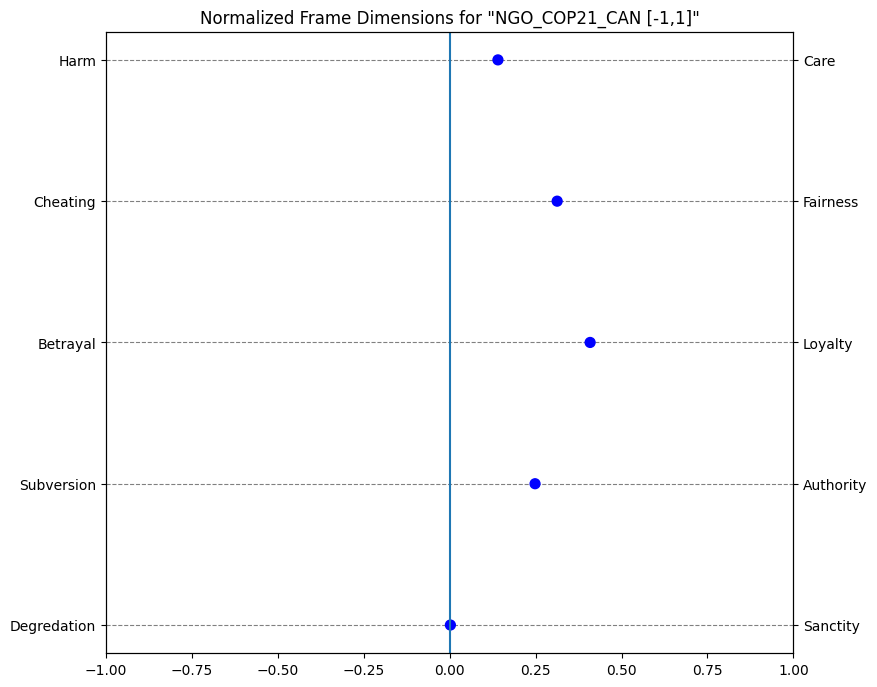 Normalized Frame Dimensions for "NGO_COP21_CAN [-1,1]"
Harm
Care
Cheating
Fairness
Betrayal
Loyalty
Subversion
Authority
Degredation
Sanctity
−1.00 −0.75 −0.50 −0.25 0.00 0.25 0.50 0.75 1.00